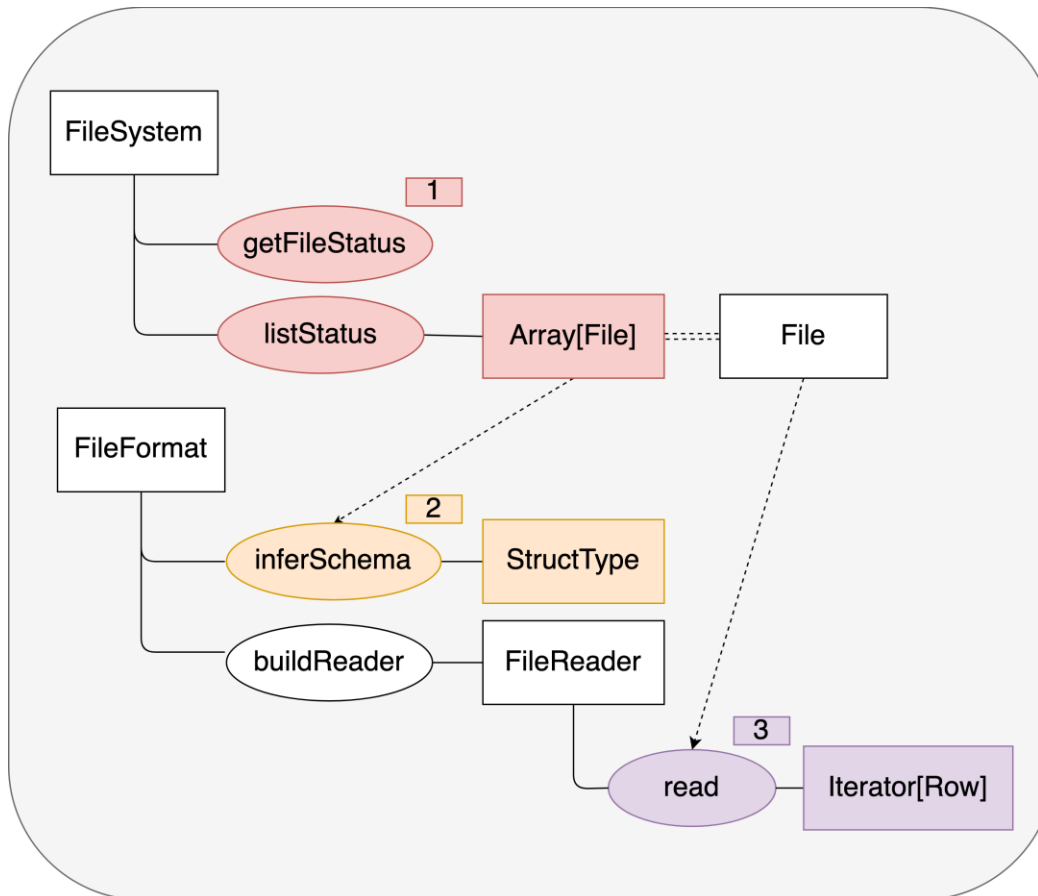 FileSystem
1
getFileStatus
listStatus
Array[File]
File
FileFormat
2
inferSchema
StructType
buildReader
FileReader
3
read
Iterator[Row]